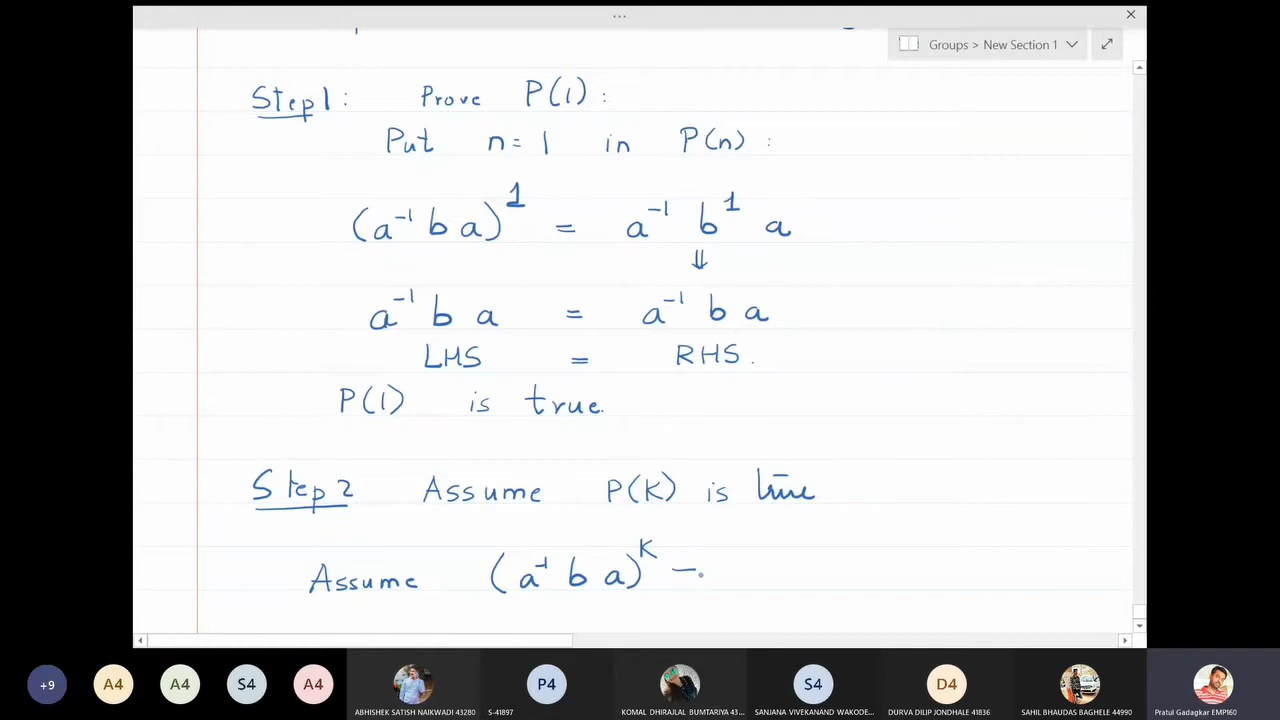 Groups > New Section 1
Step 1: Prove P(1) :
Put n = 1 in P(n) :
(a⁻¹ b a)¹ = a⁻¹ b¹ a
⇓
a⁻¹ b a = a⁻¹ b a
LHS = RHS.
P(1) is true.
Step 2 Assume P(K) is true
Assume (a⁻¹ b a)ᴷ –
+9 A4 A4 S4 A4 P4 S4 D4
ABHISHEK SATISH NAIKWADI 43280 S-41897 KOMAL DHIRAJLAL BUMTARIYA 43... SANJANA VIVEKANAND WAKODE... DURVA DILIP JONDHALE 41836 SAHIL BHAUDAS BAGHELE 44990 Pratul Gadagkar EMPI60